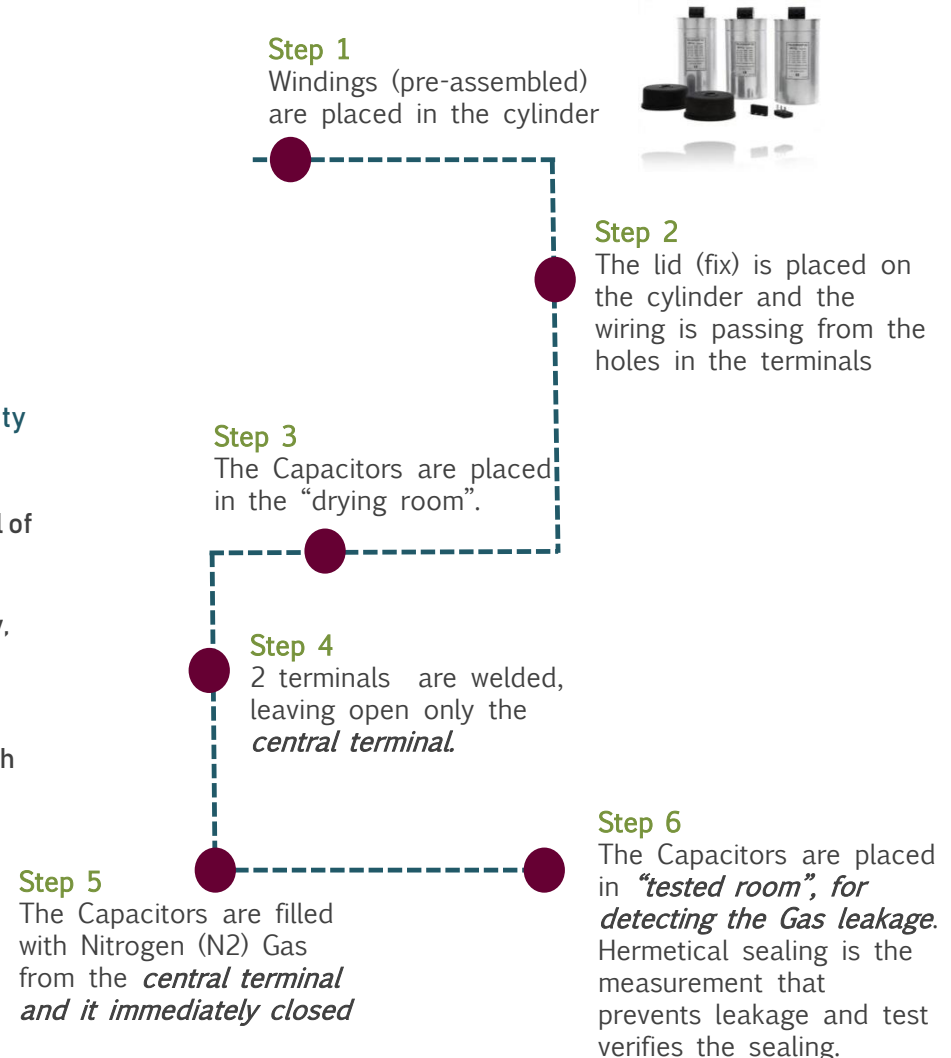 Step 1
Windings (pre-assembled)
are placed in the cylinder
Step 2
The lid (fix) is placed on
the cylinder and the
wiring is passing from the
holes in the terminals
ty
l of
Step 3
The Capacitors are placed
in the “drying room”.
y,
Step 4
2 terminals are welded,
leaving open only the
central terminal.
h
Step 5
The Capacitors are filled
with Nitrogen (N2) Gas
from the central terminal
and it immediately closed
Step 6
The Capacitors are placed
in “tested room”, for
detecting the Gas leakage.
Hermetical sealing is the
measurement that
prevents leakage and test
verifies the sealing.